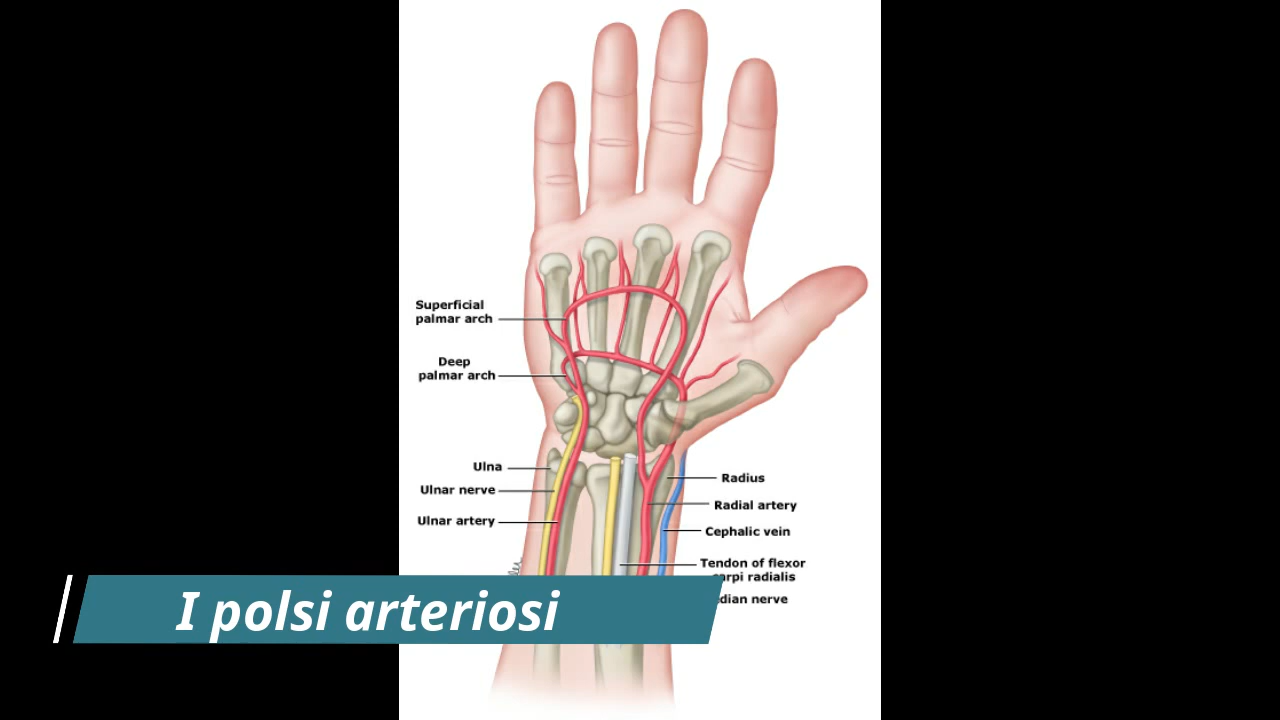 Superficial
palmar arch
Deep
palmar arch
Ulna
Ulnar nerve
Ulnar artery
Radius
Radial artery
Cephalic vein
Tendon of flexor
carpi radialis
nerve
I polsi arteriosi